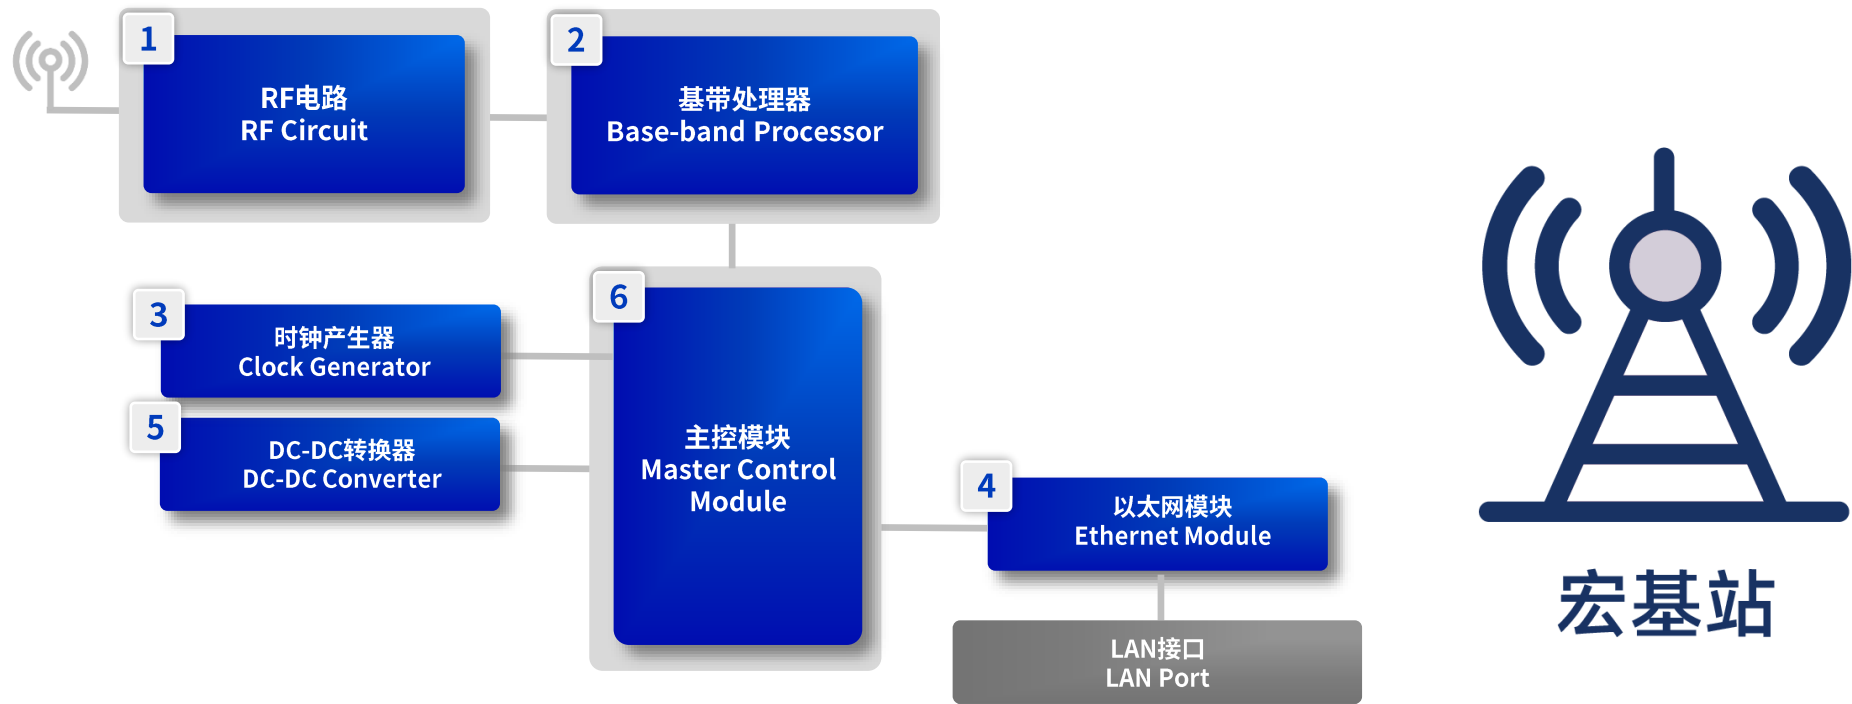 1
RF电路
RF Circuit
2
基带处理器
Base-band Processor
3
时钟产生器
Clock Generator
5
DC-DC转换器
DC-DC Converter
6
主控模块
Master Control
Module
4
以太网模块
Ethernet Module
LAN接口
LAN Port
宏基站